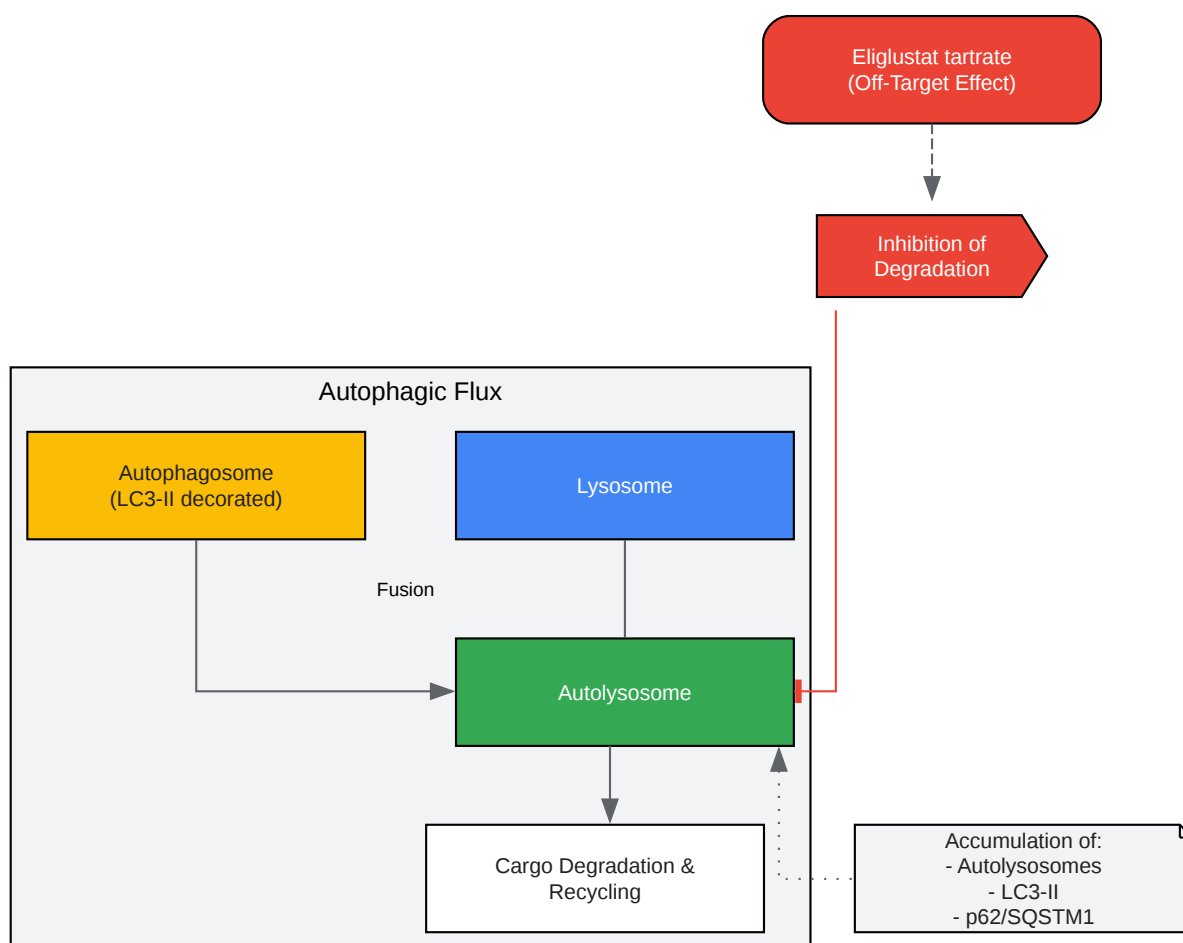 Eliglustat tartrate
(Off-Target Effect)
Inhibition of
Degradation
Autophagic Flux
Autophagosome
(LC3-II decorated)
Lysosome
Fusion
Autolysosome
Cargo Degradation &
Recycling
Accumulation of:
- Autolysosomes
- LC3-II
- p62/SQSTM1